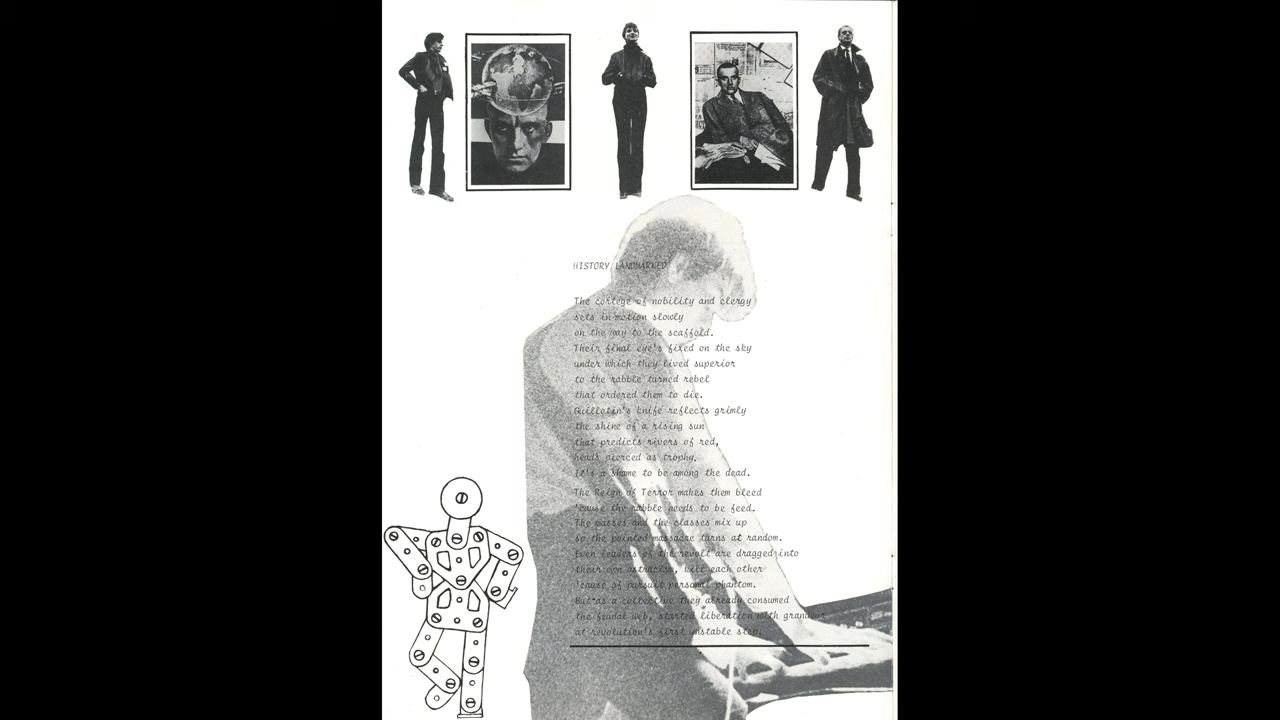 HISTORY LANDMARKED
The cortege of nobility and clergy
sets in motion slowly
on the way to the scaffold.
Their final eye's fixed on the sky
under which they lived superior
to the rabble turned rebel
that ordered them to die.
Guillotin's knife reflects grimly
the shine of a rising sun
that predicts rivers of red,
heads pierced as trophy.
It's a shame to be among the dead.
The Reign of Terror makes them bleed
'cause the rabble needs to be feed.
The masses and the classes mix up
so the pointed massacre turns at random.
Even leaders of the revolt are dragged into
their own ostracism, kill each other
'cause of pursuit personal phantom.
But as a collective they already consumed
the feudal web, started liberation with grandeur
at revolution's first unstable step.